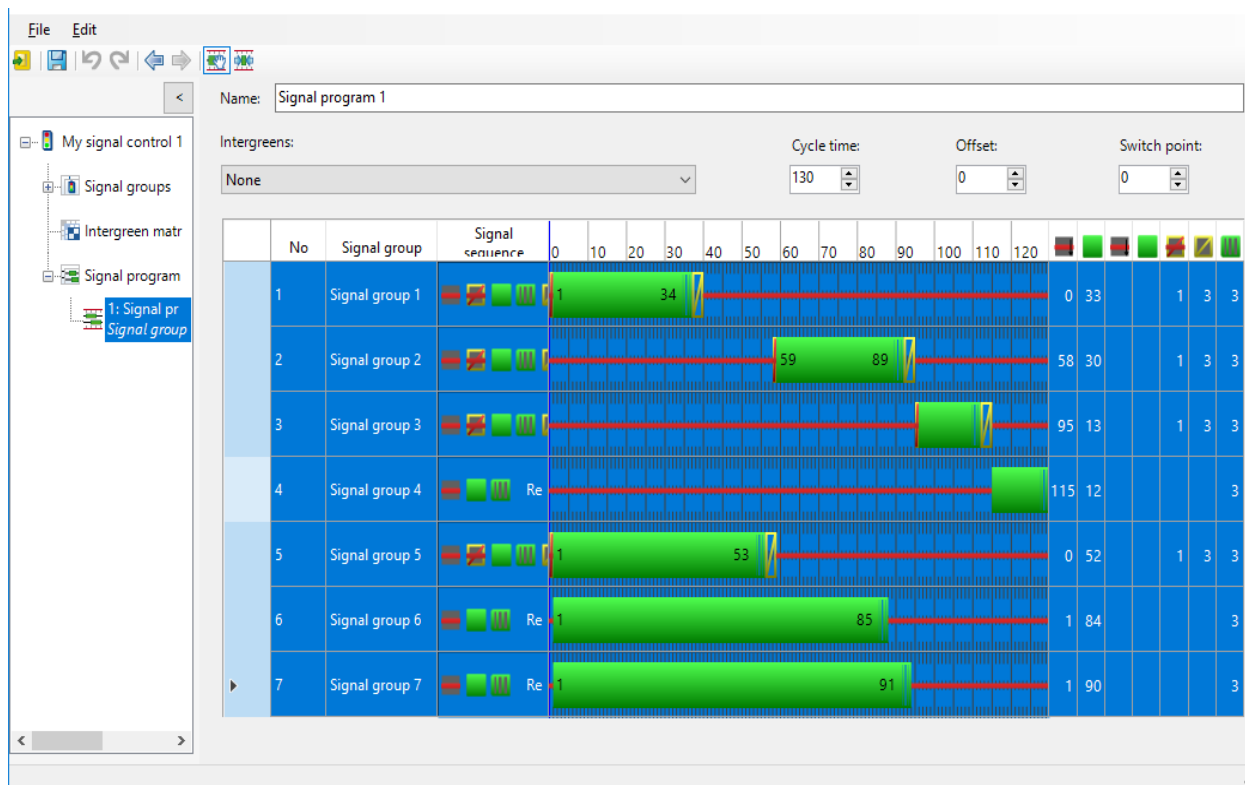 File Edit
<
Name: Signal program 1
My signal control 1
Intergreens: Cycle time: Offset: Switch point:
None 130 0 0
Signal groups
Intergreen matr
Signal program
1: Signal pr
Signal group
No Signal group Signal sequence 0 10 20 30 40 50 60 70 80 90 100 110 120
1 Signal group 1 1 34 0 33 1 3 3
2 Signal group 2 59 89 58 30 1 3 3
3 Signal group 3 95 13 1 3 3
4 Signal group 4 Re 115 12 3
5 Signal group 5 1 53 0 52 1 3 3
6 Signal group 6 Re 1 85 1 84 3
7 Signal group 7 Re 1 91 1 90 3
< >